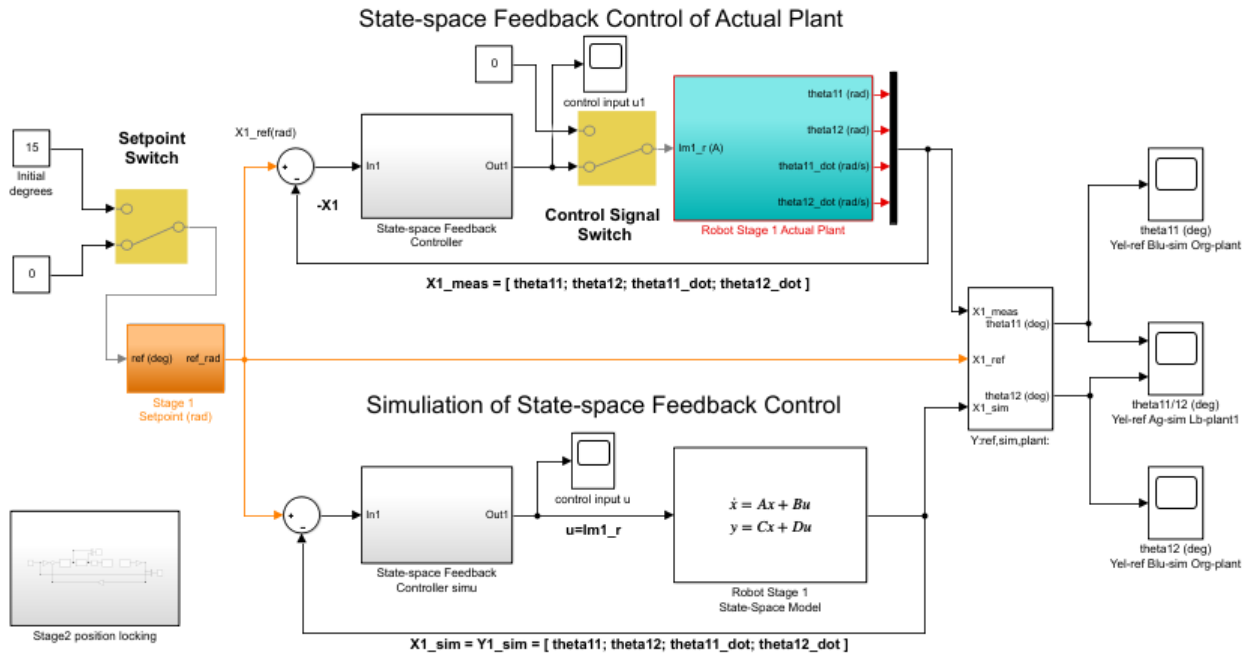 State-space Feedback Control of Actual Plant
0
control input u1
theta11 (rad)
theta12 (rad)
theta11_dot (rad/s)
theta12_dot (rad/s)
Im1_r (A)
Robot Stage 1 Actual Plant
Setpoint
Switch
15
Initial
degrees
0
X1_ref(rad)
+
-
-X1
In1
Out1
State-space Feedback
Controller
Control Signal
Switch
X1_meas = [ theta11; theta12; theta11_dot; theta12_dot ]
ref (deg)
ref_rad
Stage 1
Setpoint (rad)
X1_meas
theta11 (deg)
X1_ref
theta12 (deg)
X1_sim
Y:ref,sim,plant:
theta11 (deg)
Yel-ref Blu-sim Org-plant
theta11/12 (deg)
Yel-ref Ag-sim Lb-plant1
theta12 (deg)
Yel-ref Blu-sim Org-plant
Simuliation of State-space Feedback Control
+
-
In1
Out1
State-space Feedback
Controller simu
control input u
u=Im1_r
ẋ = Ax + Bu
y = Cx + Du
Robot Stage 1
State-Space Model
X1_sim = Y1_sim = [ theta11; theta12; theta11_dot; theta12_dot ]
Stage2 position locking